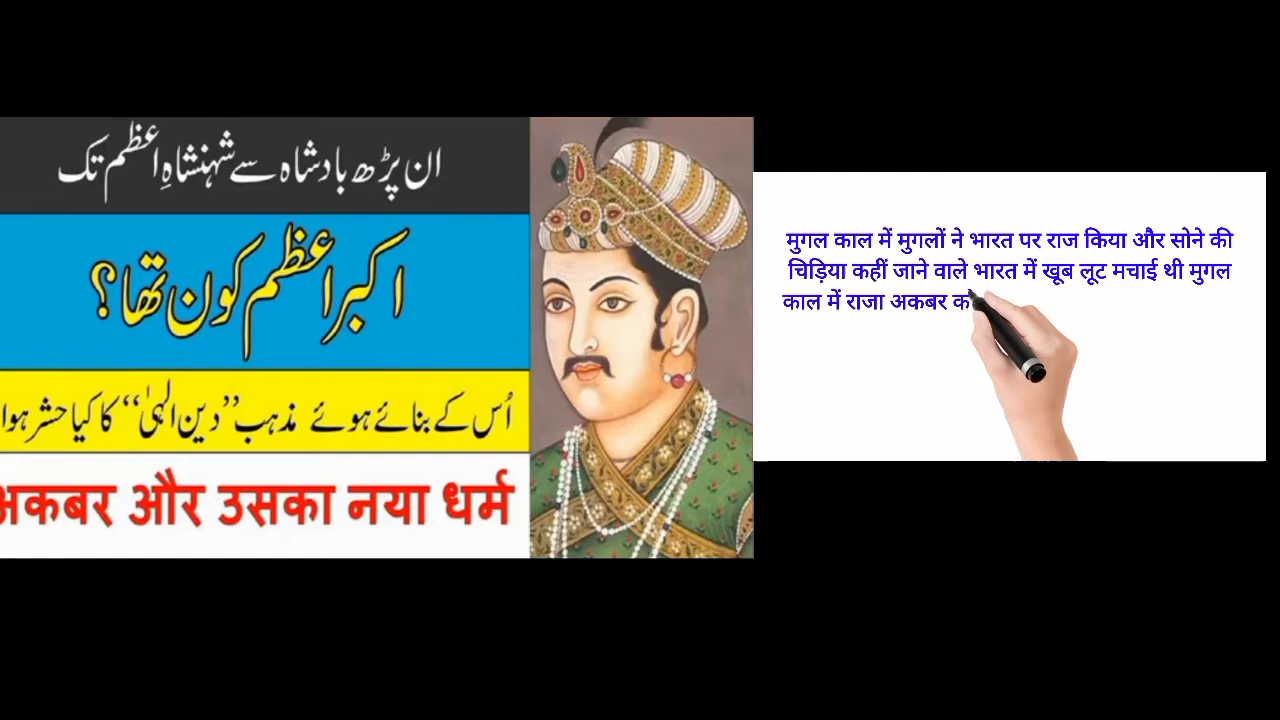 ان پڑھ بادشاہ سے شہنشاہِ اعظم تک
اکبر اعظم کون تھا؟
اُس کے بنائے ہوئے مذہب ”دین الٰہی“ کا کیا حشر ہوا
अकबर और उसका नया धर्म
मुगल काल में मुगलों ने भारत पर राज किया और सोने की
चिड़िया कहीं जाने वाले भारत में खूब लूट मचाई थी मुगल
काल में राजा अकबर क